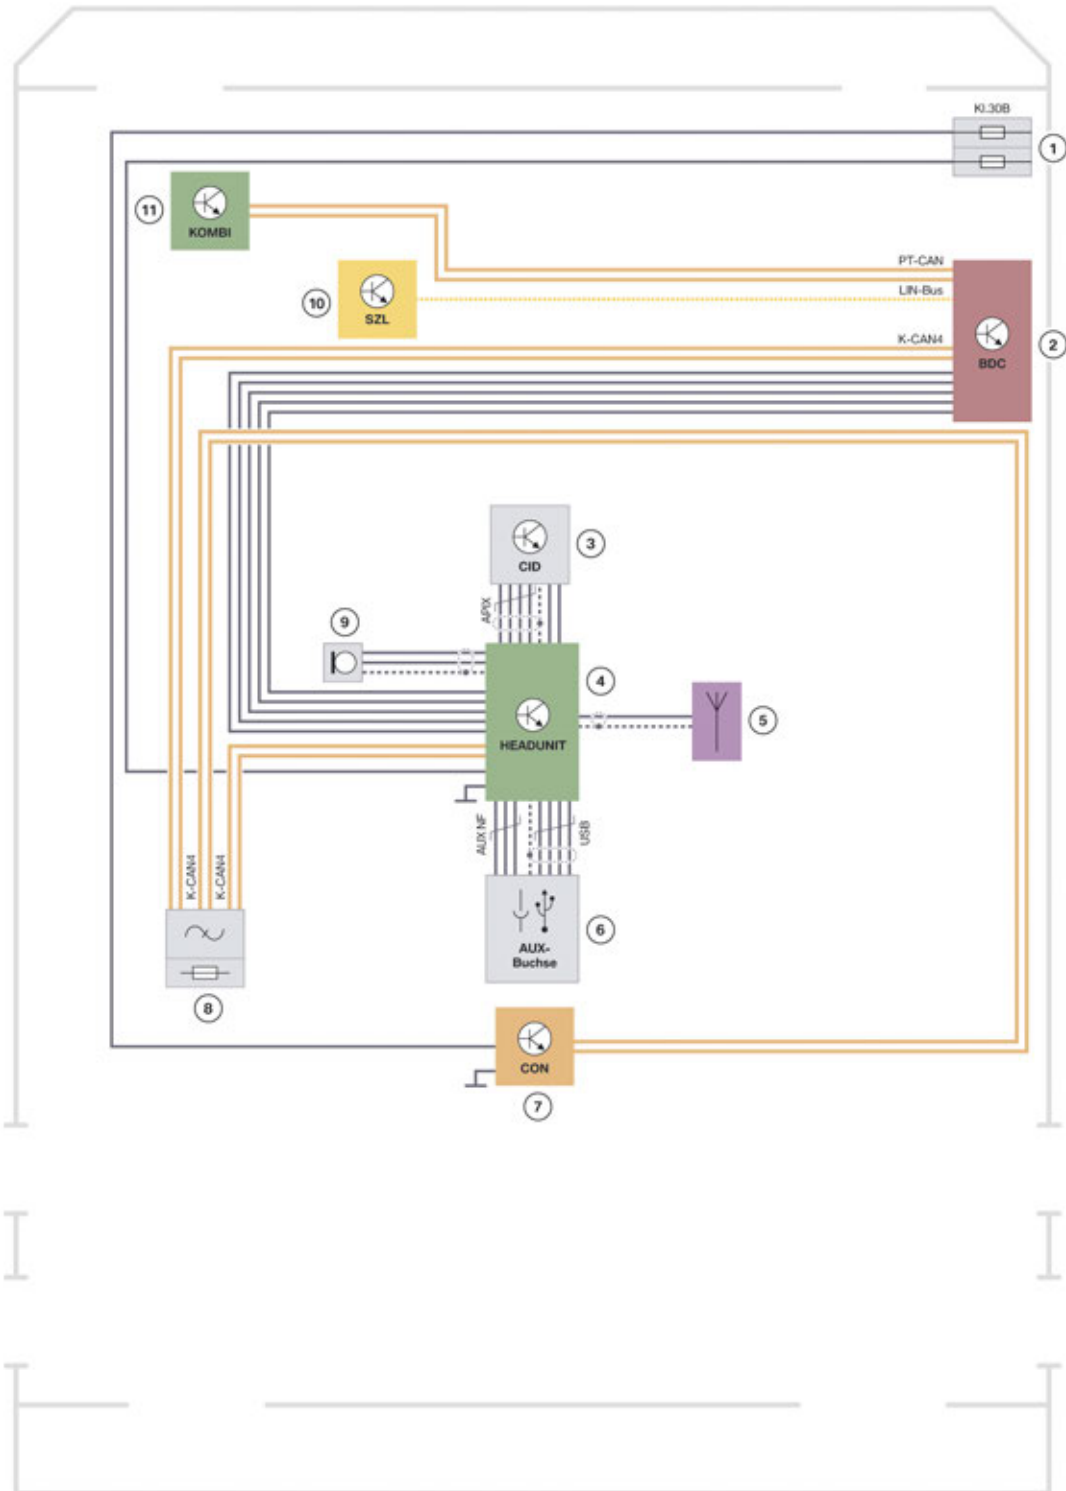 Kl.30B
1
11
KOMBI
PT-CAN
LIN-Bus
10
SZL
K-CAN4
2
BDC
3
CID
APIX
9
4
5
HEADUNIT
AUX NF
USB
K-CAN4
K-CAN4
6
AUX-
Buchse
8
CON
7